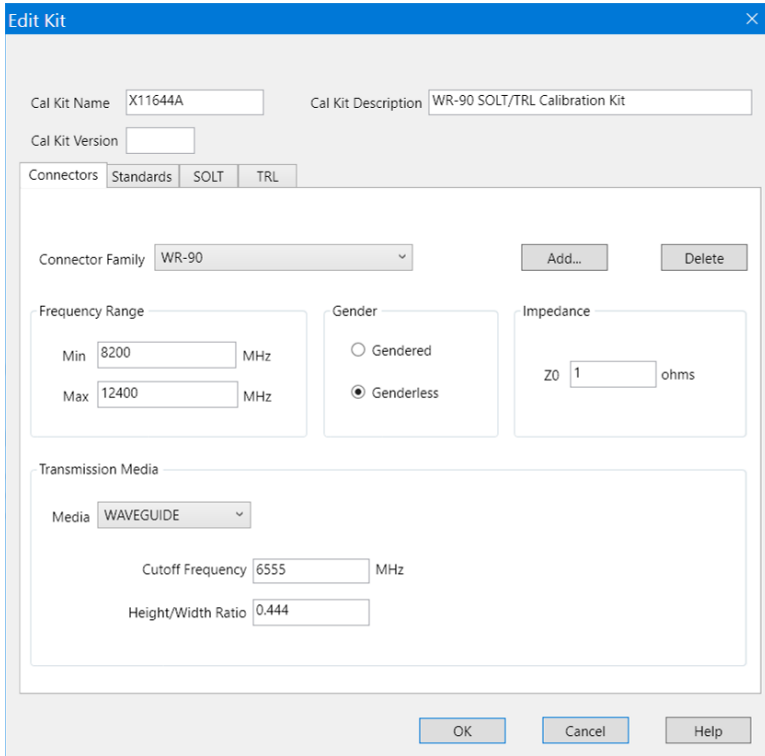 Edit Kit
Cal Kit Name X11644A Cal Kit Description WR-90 SOLT/TRL Calibration Kit
Cal Kit Version
Connectors Standards SOLT TRL
Connector Family WR-90 Add... Delete
Frequency Range Gender Impedance
Min 8200 MHz Gendered
Z0 1 ohms
Max 12400 MHz Genderless
Transmission Media
Media WAVEGUIDE
Cutoff Frequency 6555 MHz
Height/Width Ratio 0.444
OK Cancel Help